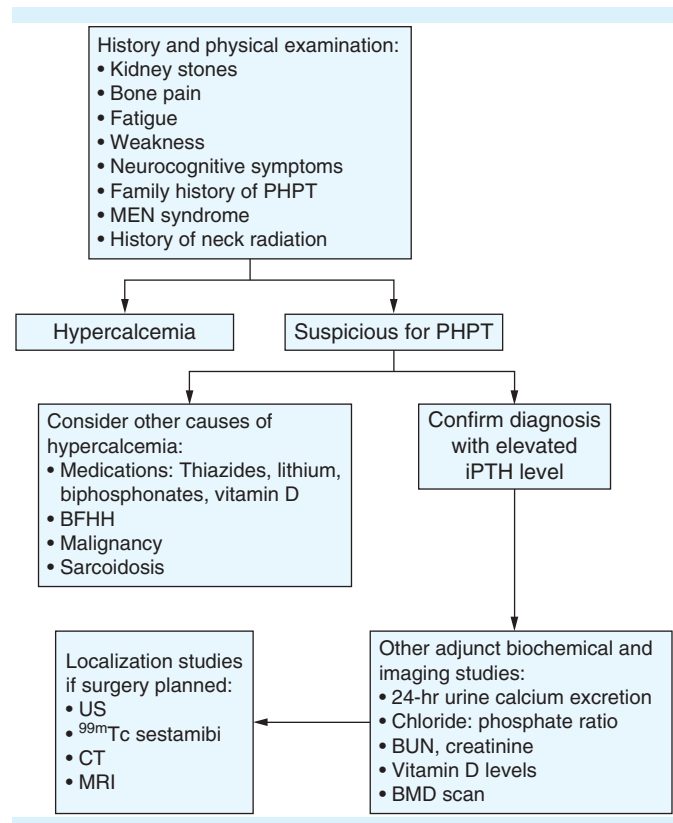 History and physical examination:
• Kidney stones
• Bone pain
• Fatigue
• Weakness
• Neurocognitive symptoms
• Family history of PHPT
• MEN syndrome
• History of neck radiation
Hypercalcemia
Suspicious for PHPT
Consider other causes of
hypercalcemia:
• Medications: Thiazides, lithium,
biphosphonates, vitamin D
• BFHH
• Malignancy
• Sarcoidosis
Confirm diagnosis
with elevated
iPTH level
Other adjunct biochemical and
imaging studies:
• 24-hr urine calcium excretion
• Chloride: phosphate ratio
• BUN, creatinine
• Vitamin D levels
• BMD scan
Localization studies
if surgery planned:
• US
• ⁹⁹ᵐTc sestamibi
• CT
• MRI